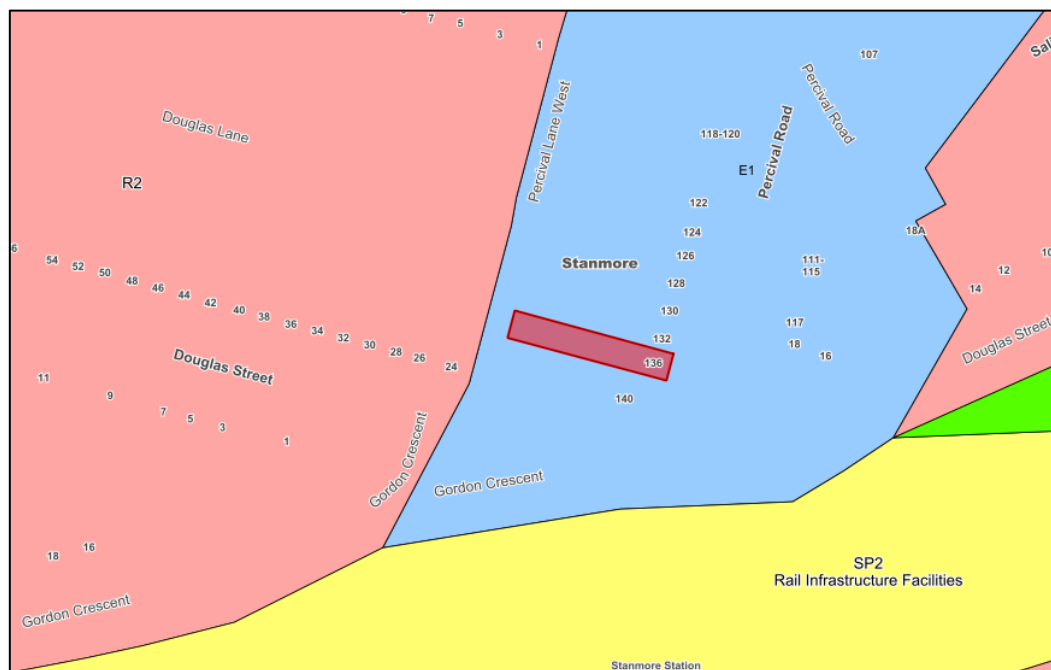 7
5
3
1
107
Percival Road
Douglas Lane
Percival Lane West
118-120
Percival Road
E1
R2
122
124
18A
126
6
54
52
50
48
46
44
42
40
38
36
34
32
30
28
26
24
Stanmore
111-
115
128
14
12
10
130
117
132
18
16
136
Douglas Street
Douglas Street
11
9
7
5
3
1
140
Gordon Crescent
Gordon Crescent
SP2
Rail Infrastructure Facilities
18
16
Gordon Crescent
Stanmore Station